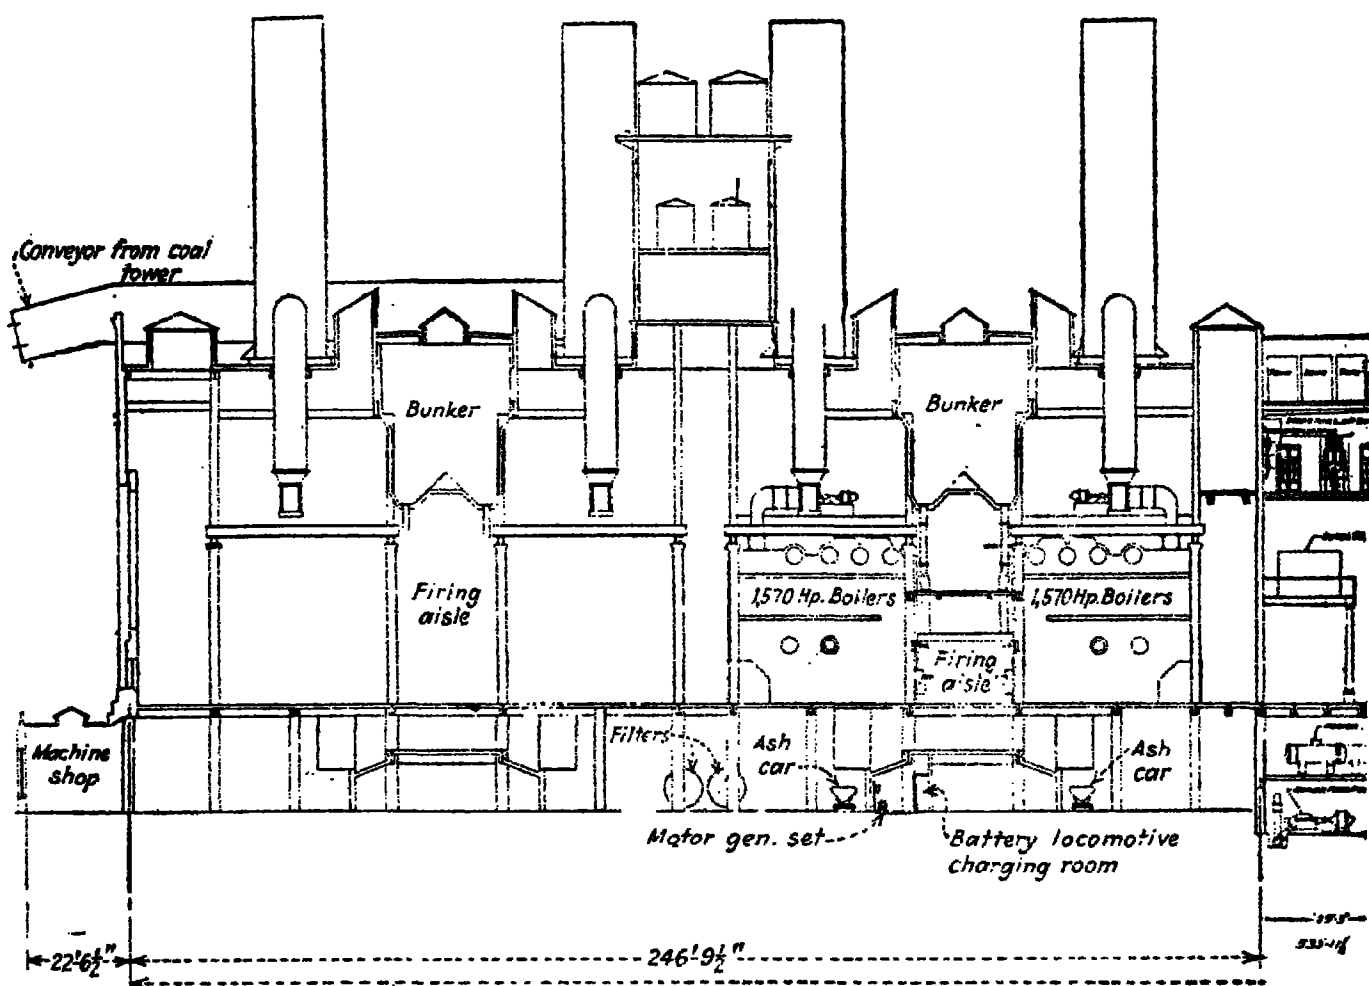 Conveyor from coal
tower
Bunker
Bunker
Firing
aisle
1,570 Hp. Boilers
1,570 Hp. Boilers
Firing
aisle
Machine
shop
Filters
Ash
car
Ash
car
Motor gen. set
Battery locomotive
charging room
22'6½"
246'9½"